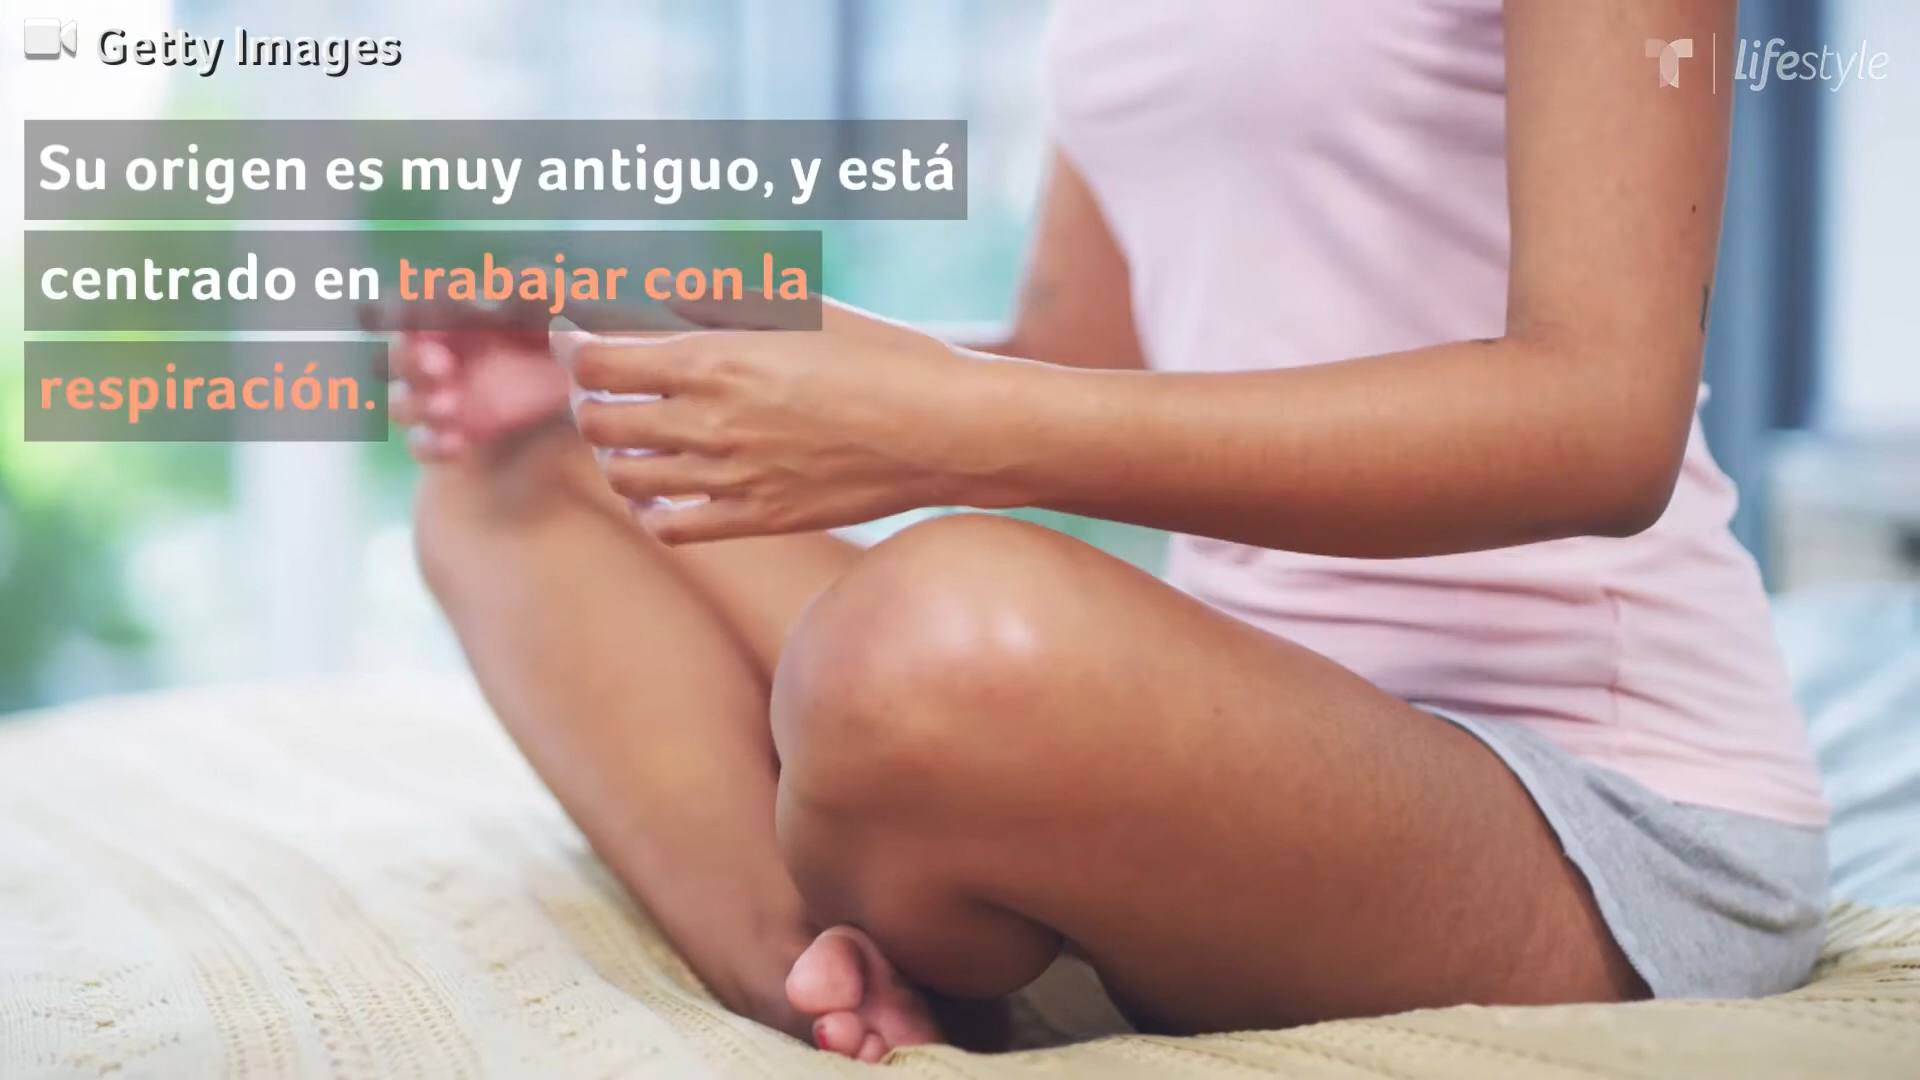 Getty Images
lifestyle
Su origen es muy antiguo, y está
centrado en trabajar con la
respiración.